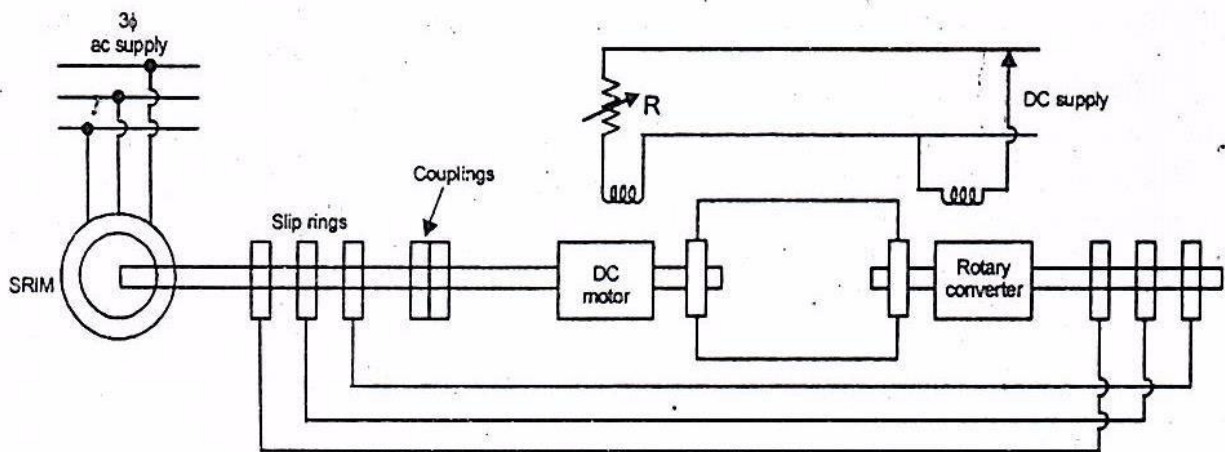 3ϕ
ac supply
R
DC supply
Couplings
Slip rings
SRIM
DC
motor
Rotary
converter